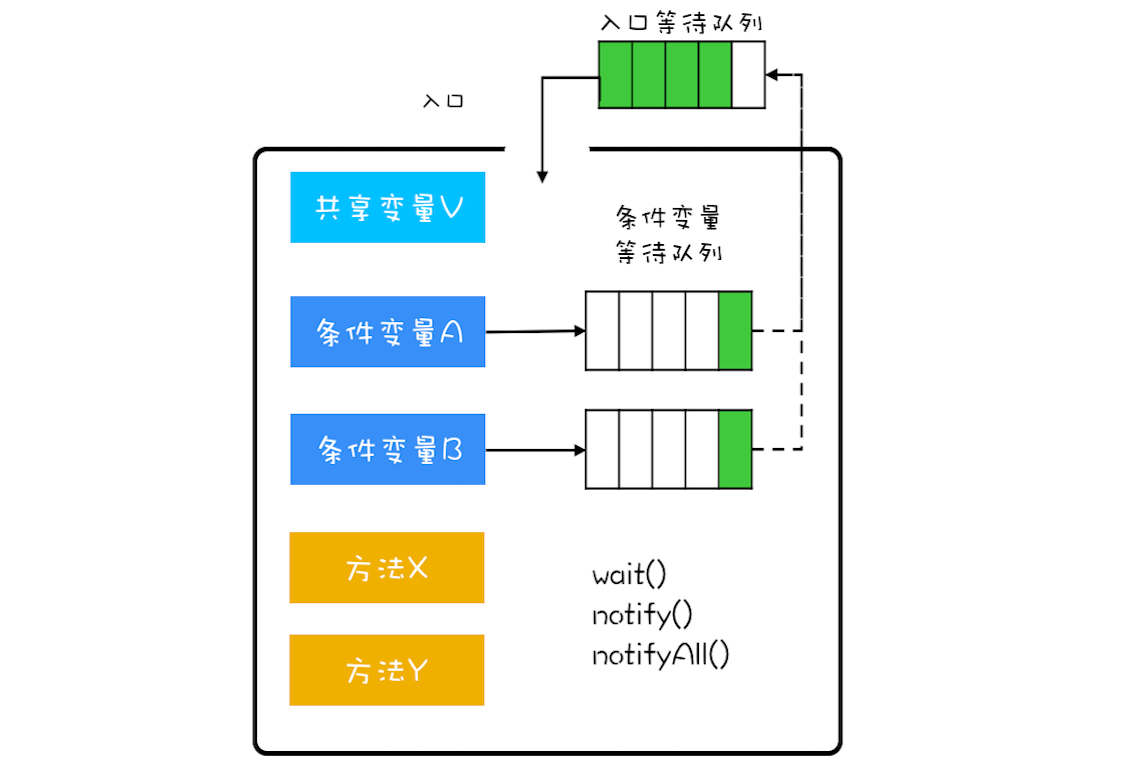 入口等待队列
入口
共享变量V
条件变量
等待队列
条件变量A
条件变量B
方法X
wait()
notify()
notifyAll()
方法Y